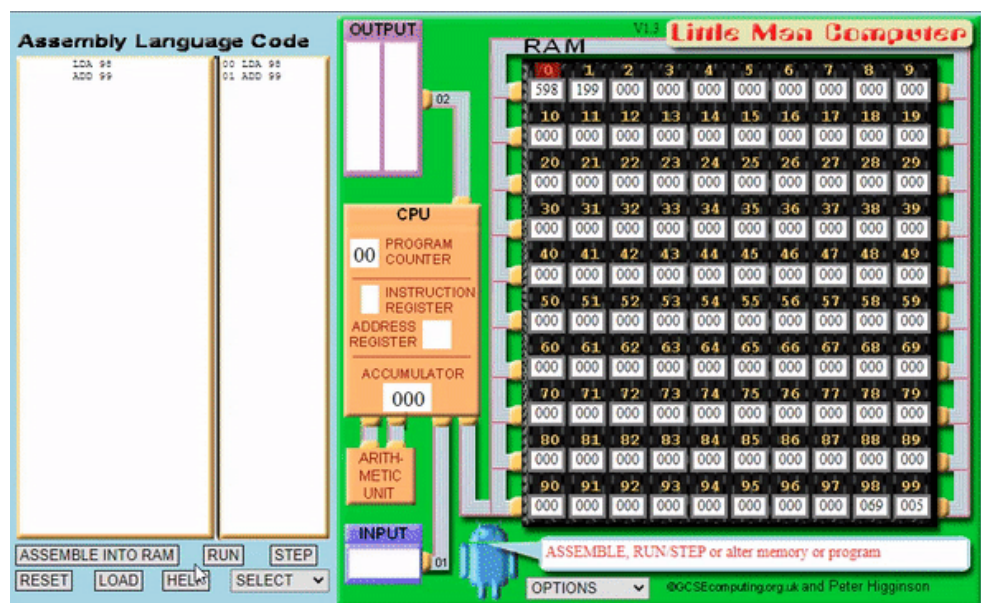 Assembly Language Code
LDA 98
ADD 99
00 LDA 98
01 ADD 99
ASSEMBLE INTO RAM
RUN
STEP
RESET
LOAD
SELECT
OUTPUT
02
CPU
00
PROGRAM
COUNTER
INSTRUCTION
REGISTER
ADDRESS
REGISTER
ACCUMULATOR
000
ARITH-
METIC
UNIT
INPUT
01
V1.3
Little Man Computer
RAM
0 1 2 3 4 5 6 7 8 9
598 199 000 000 000 000 000 000 000 000
10 11 12 13 14 15 16 17 18 19
000 000 000 000 000 000 000 000 000 000
20 21 22 23 24 25 26 27 28 29
000 000 000 000 000 000 000 000 000 000
30 31 32 33 34 35 36 37 38 39
000 000 000 000 000 000 000 000 000 000
40 41 42 43 44 45 46 47 48 49
000 000 000 000 000 000 000 000 000 000
50 51 52 53 54 55 56 57 58 59
000 000 000 000 000 000 000 000 000 000
60 61 62 63 64 65 66 67 68 69
000 000 000 000 000 000 000 000 000 000
70 71 72 73 74 75 76 77 78 79
000 000 000 000 000 000 000 000 000 000
80 81 82 83 84 85 86 87 88 89
000 000 000 000 000 000 000 000 000 000
90 91 92 93 94 95 96 97 98 99
000 000 000 000 000 000 000 000 069 005
ASSEMBLE, RUN/STEP or alter memory or program
OPTIONS
©GCSEcomputing.org.uk and Peter Higginson